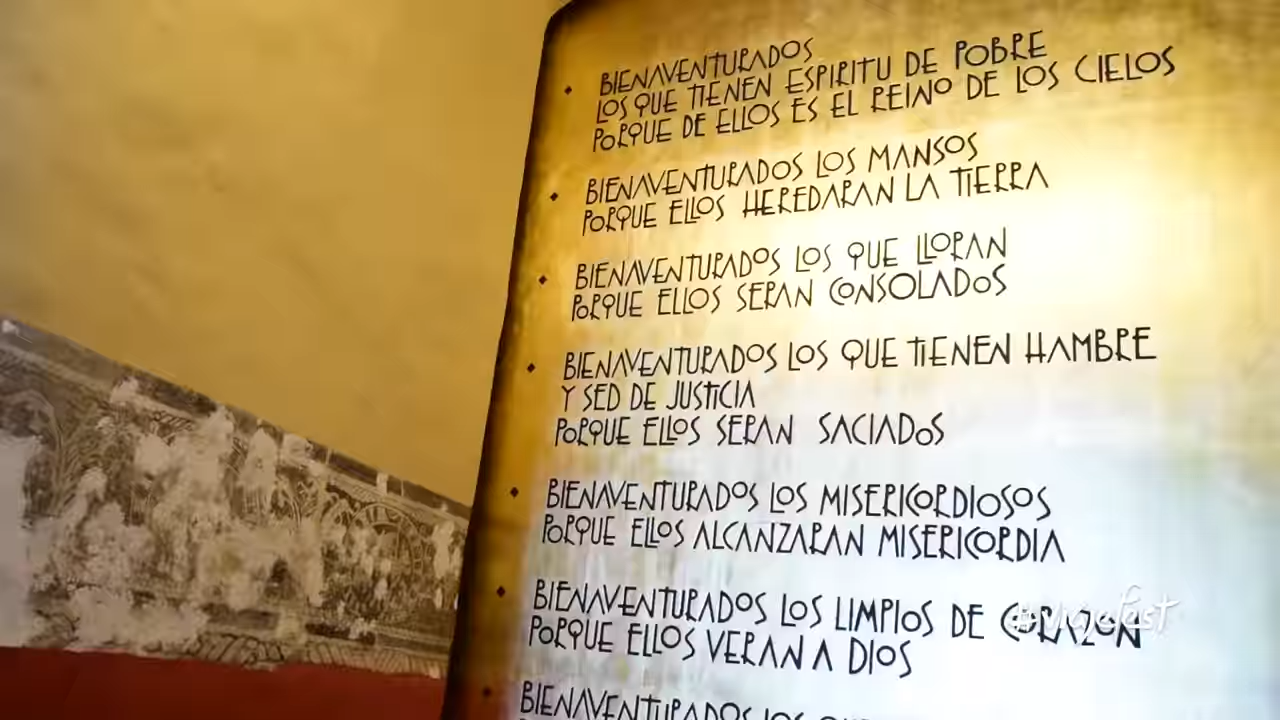 BIENAVENTURADOS
LOS QUE TIENEN ESPIRITU DE POBRE
PORQUE DE ELLOS ES EL REINO DE LOS CIELOS
BIENAVENTURADOS LOS MANSOS
PORQUE ELLOS HEREDARAN LA TIERRA
BIENAVENTURADOS LOS QUE LLORAN
PORQUE ELLOS SERAN CONSOLADOS
BIENAVENTURADOS LOS QUE TIENEN HAMBRE
Y SED DE JUSTICIA
PORQUE ELLOS SERAN SACIADOS
BIENAVENTURADOS LOS MISERICORDIOSOS
PORQUE ELLOS ALCANZARAN MISERICORDIA
BIENAVENTURADOS LOS LIMPIOS DE CORAZON
PORQUE ELLOS VERAN A DIOS
BIENAVENTURADOS LOS
#viajefest